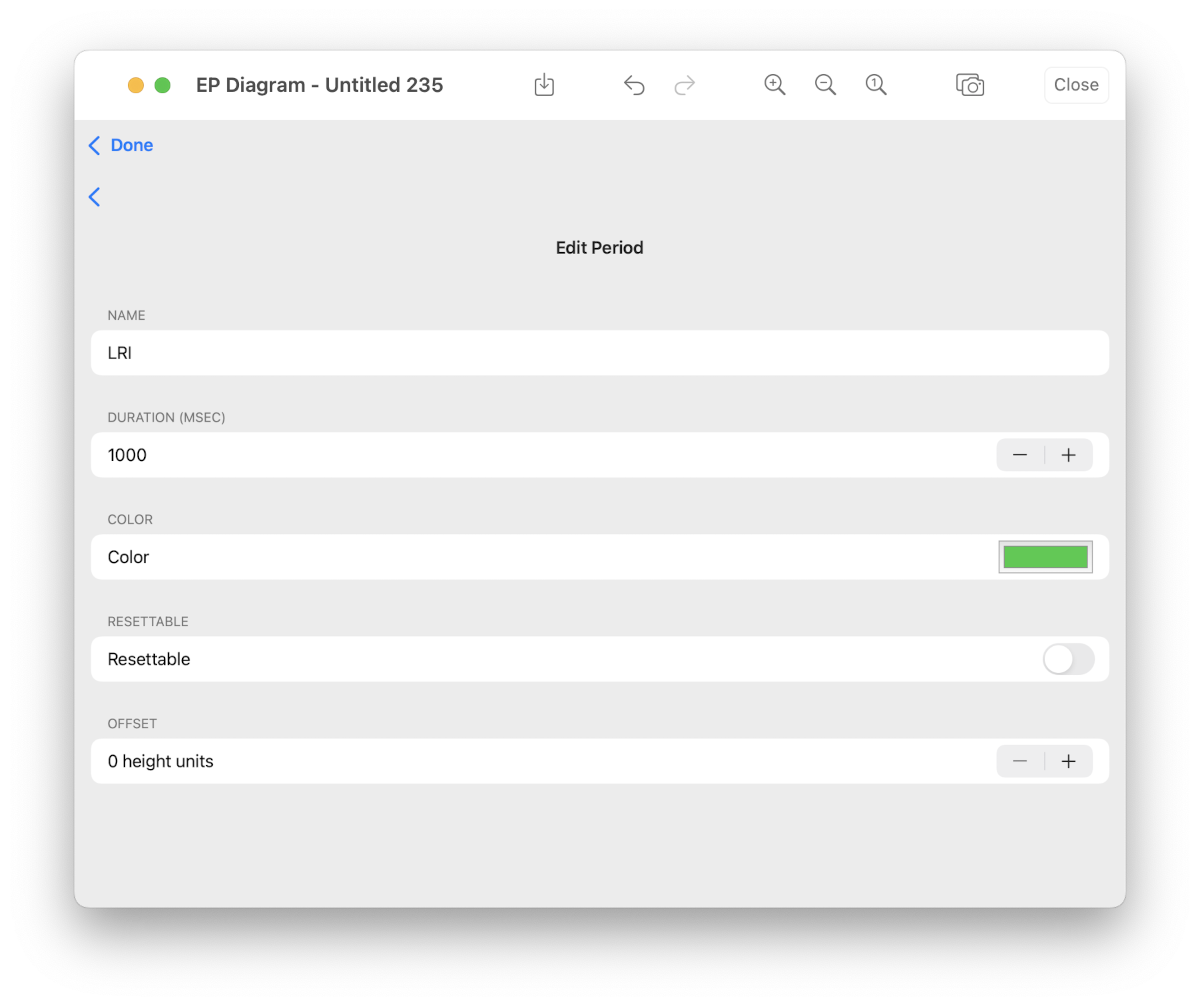 EP Diagram - Untitled 235
1
Close
Done
Edit Period
NAME
LRI
DURATION (MSEC)
1000
COLOR
Color
RESETTABLE
Resettable
OFFSET
0 height units